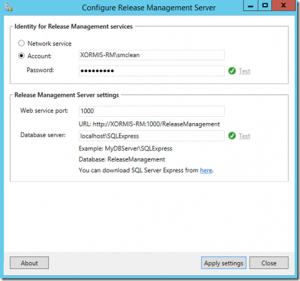 Configure Release Management Server
Identity for Release Management services
Network service
Account: XORMIS-RM\smclean
Password: ●●●●●●●●● Test
Release Management Server settings
Web service port: 1000
URL: http://XORMIS-RM:1000/ReleaseManagement
Database server: localhost\SQLExpress Test
Example: MyDBServer\SQLExpress
Database: ReleaseManagement
You can download SQL Server Express from here.
About Apply settings Close